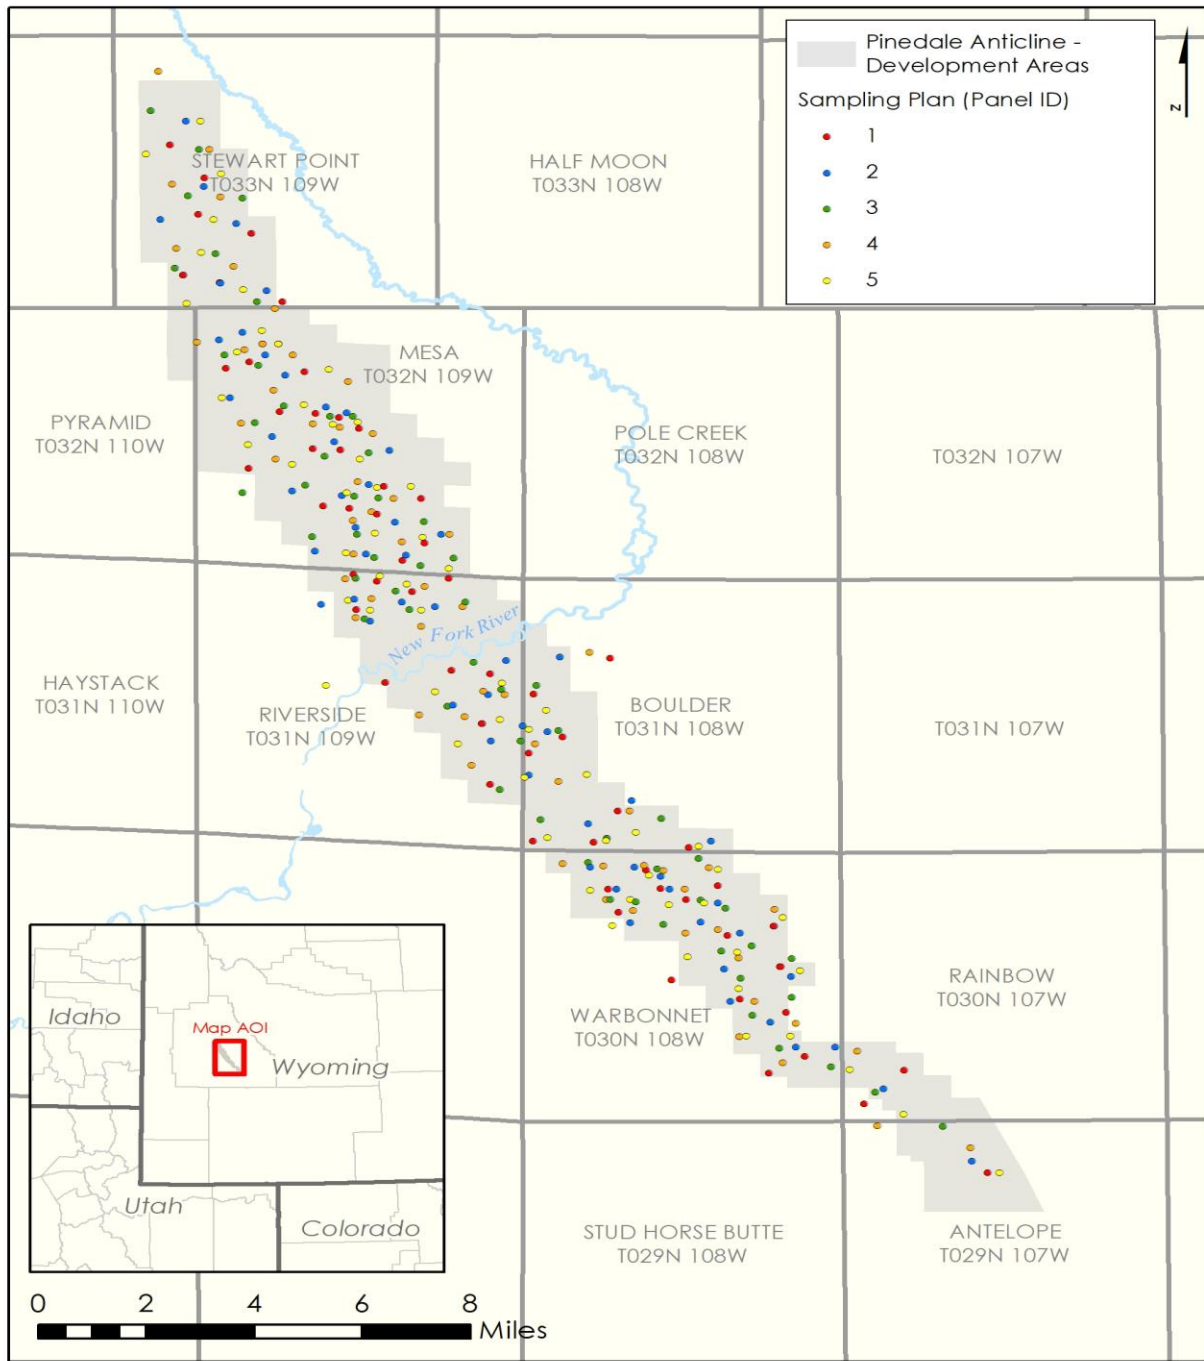 Pinedale Anticline -
Development Areas
Sampling Plan (Panel ID)
1
2
3
4
5
N
STEWART POINT
T033N 109W
HALF MOON
T033N 108W
MESA
T032N 109W
PYRAMID
T032N 110W
POLE CREEK
T032N 108W
T032N 107W
New Fork River
HAYSTACK
T031N 110W
RIVERSIDE
T031N 109W
BOULDER
T031N 108W
T031N 107W
WARBONNET
T030N 108W
RAINBOW
T030N 107W
STUD HORSE BUTTE
T029N 108W
ANTELOPE
T029N 107W
Idaho
Map AOI
Wyoming
Utah
Colorado
0 2 4 6 8
Miles